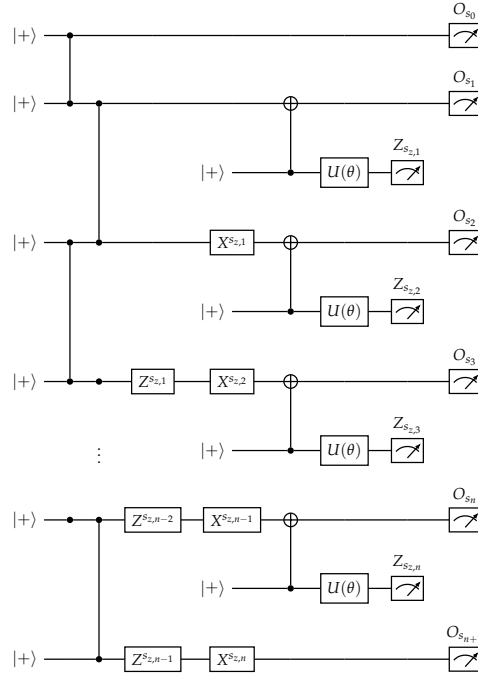 O_{s_0}
|+⟩
O_{s_1}
|+⟩
Z_{s_{z,1}}
|+⟩ U(θ)
O_{s_2}
|+⟩ X^{s_{z,1}}
Z_{s_{z,2}}
|+⟩ U(θ)
O_{s_3}
|+⟩ Z^{s_{z,1}} X^{s_{z,2}}
Z_{s_{z,3}}
⋮
|+⟩ U(θ)
O_{s_n}
|+⟩ Z^{s_{z,n-2}} X^{s_{z,n-1}}
Z_{s_{z,n}}
|+⟩ U(θ)
O_{s_{n+}}
|+⟩ Z^{s_{z,n-1}} X^{s_{z,n}}